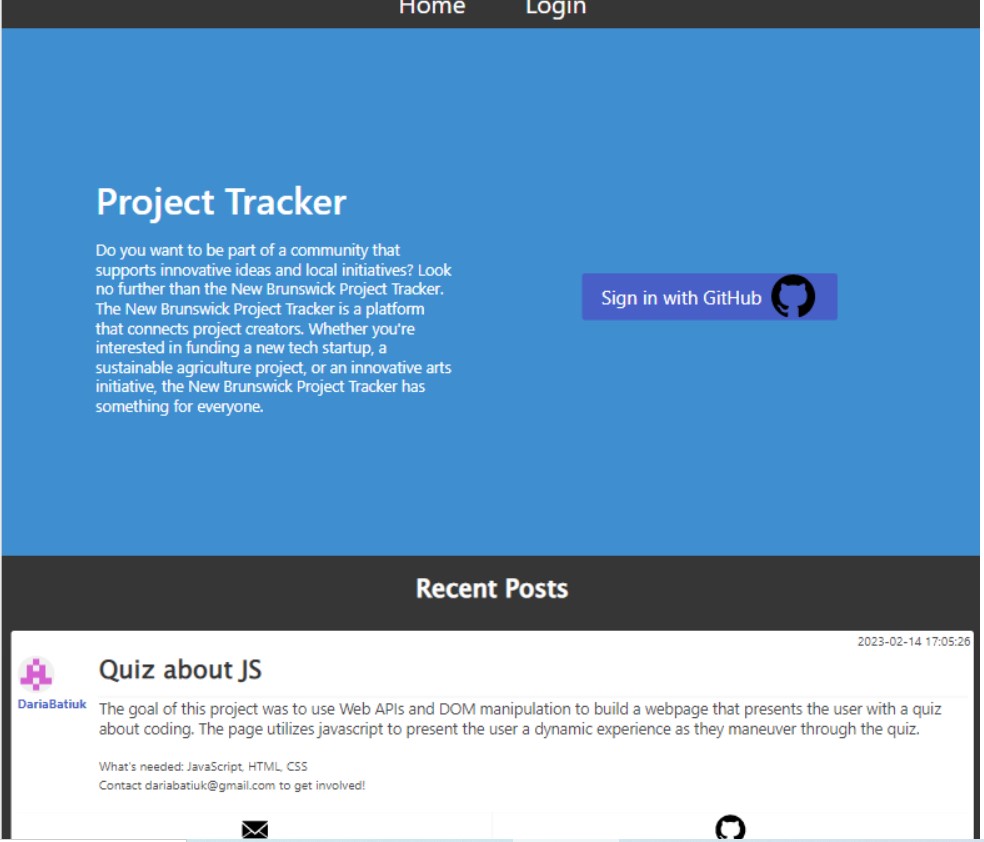 Home Login
Project Tracker
Do you want to be part of a community that
supports innovative ideas and local initiatives? Look
no further than the New Brunswick Project Tracker.
The New Brunswick Project Tracker is a platform
that connects project creators. Whether you're
interested in funding a new tech startup, a
sustainable agriculture project, or an innovative arts
initiative, the New Brunswick Project Tracker has
something for everyone.
Sign in with GitHub
Recent Posts
2023-02-14 17:05:26
Quiz about JS
DariaBatiuk
The goal of this project was to use Web APIs and DOM manipulation to build a webpage that presents the user with a quiz
about coding. The page utilizes javascript to present the user a dynamic experience as they maneuver through the quiz.
What's needed: JavaScript, HTML, CSS
Contact dariabatiuk@gmail.com to get involved!